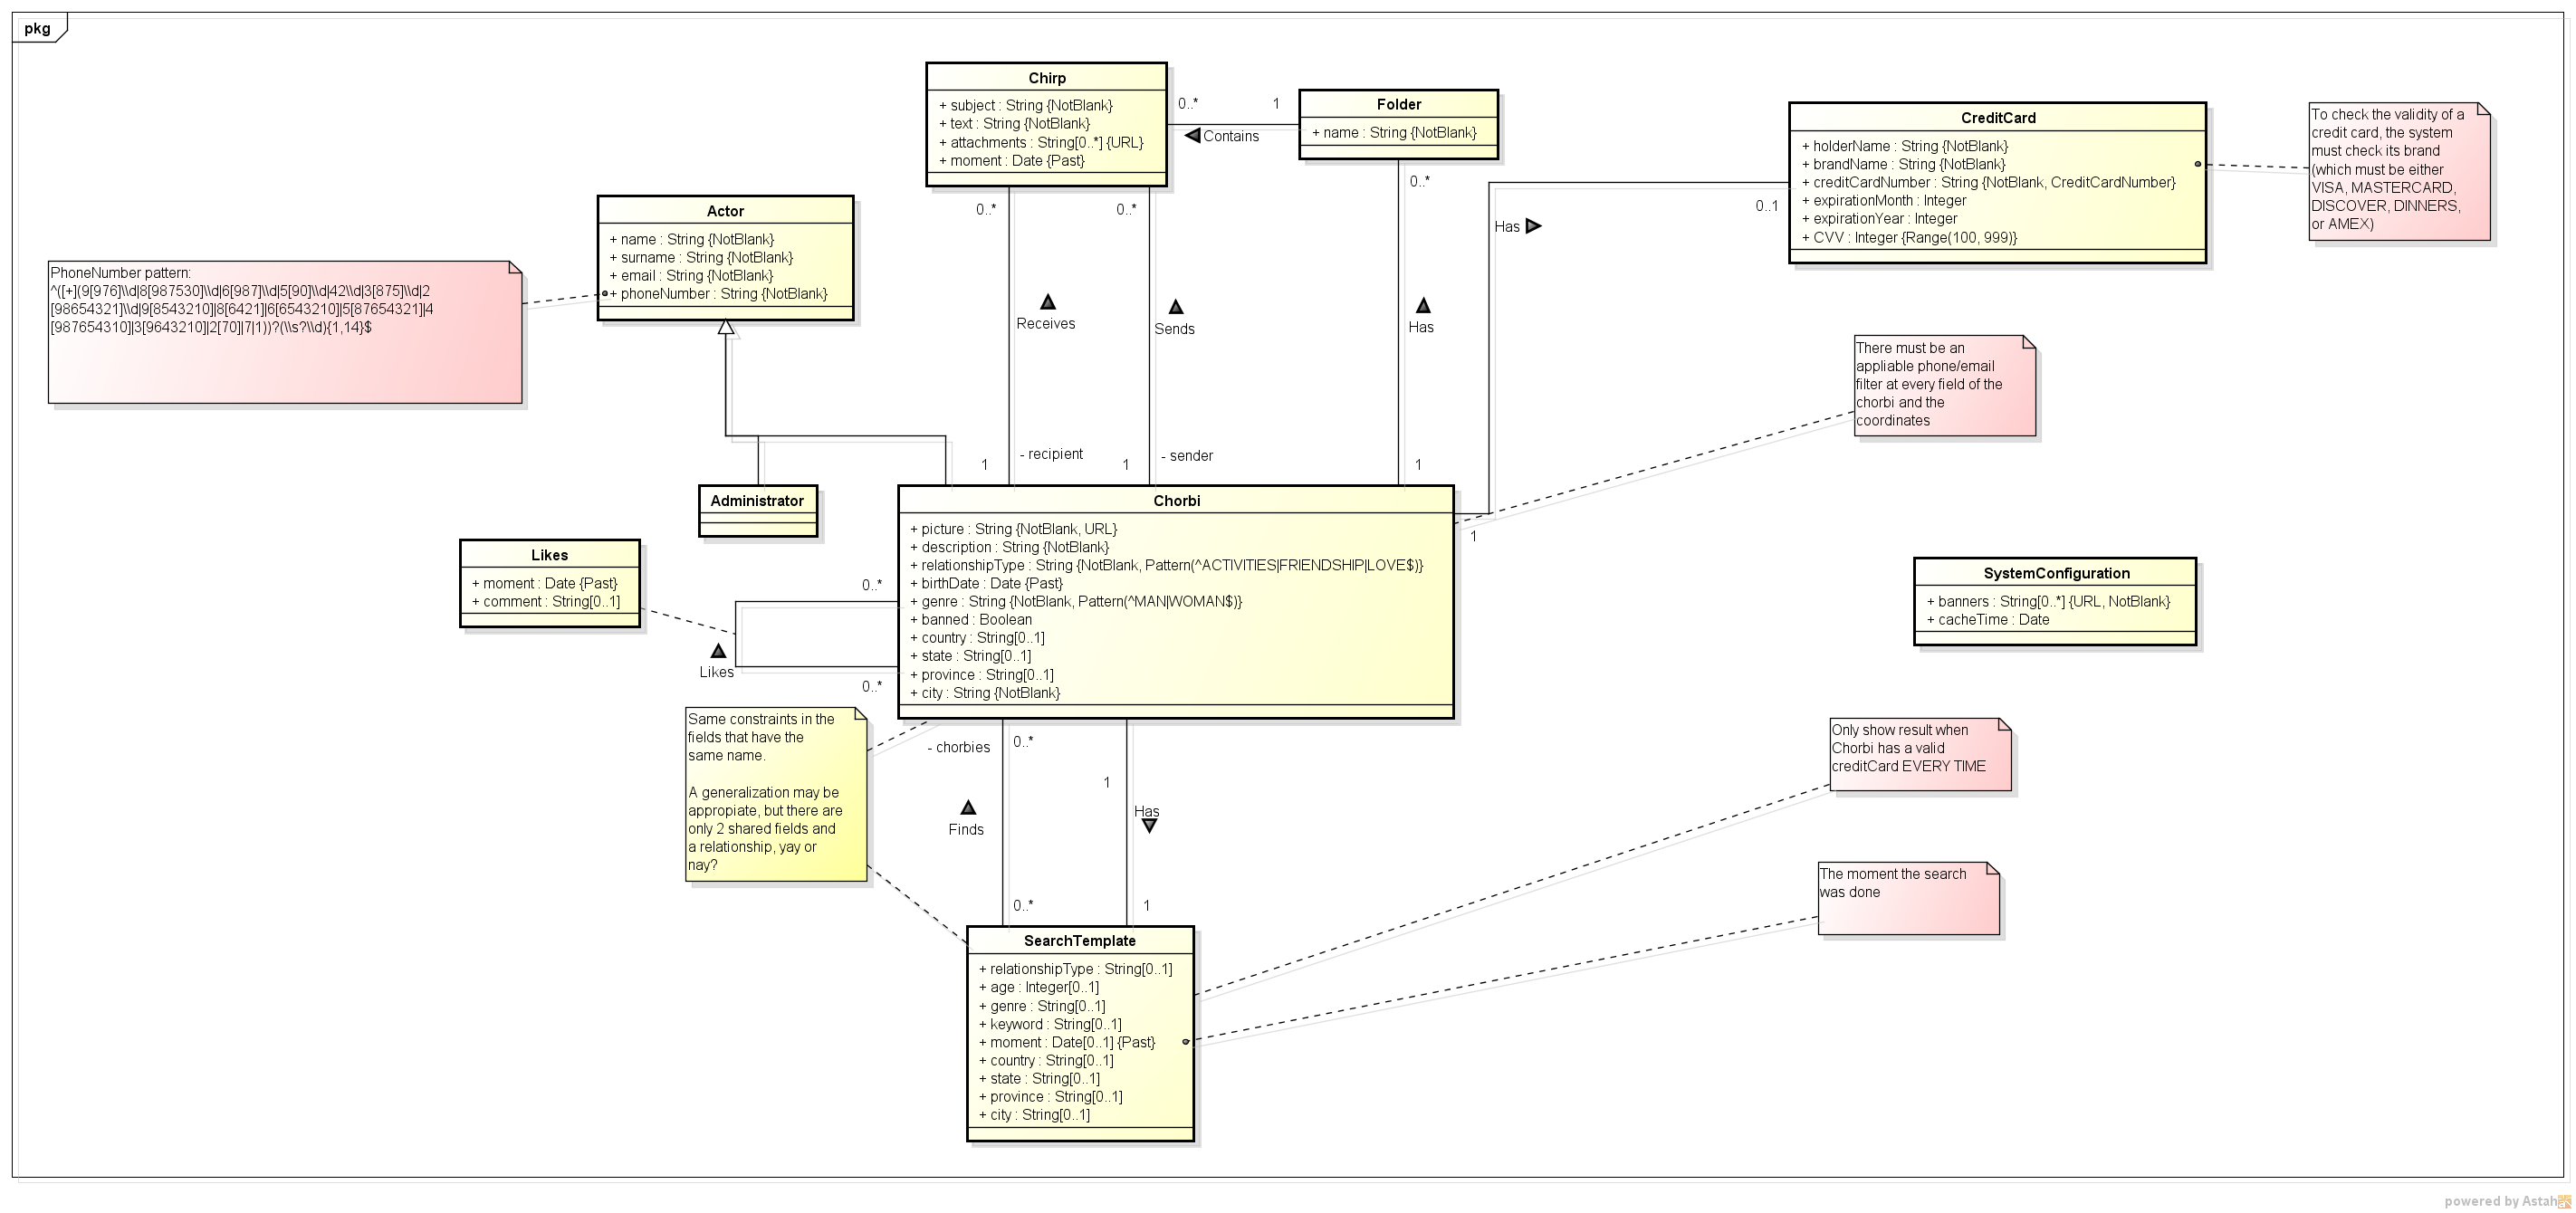 pkg
Chirp
+ subject : String {NotBlank}
+ text : String {NotBlank}
+ attachments : String[0..*] {URL}
+ moment : Date {Past}
0..*
1
Contains
Folder
+ name : String {NotBlank}
CreditCard
+ holderName : String {NotBlank}
+ brandName : String {NotBlank}
+ creditCardNumber : String {NotBlank, CreditCardNumber}
+ expirationMonth : Integer
+ expirationYear : Integer
+ CVV : Integer {Range(100, 999)}
To check the validity of a
credit card, the system
must check its brand
(which must be either
VISA, MASTERCARD,
DISCOVER, DINNERS,
or AMEX)
Actor
+ name : String {NotBlank}
+ surname : String {NotBlank}
+ email : String {NotBlank}
+ phoneNumber : String {NotBlank}
PhoneNumber pattern:
^([+](9[976]\\d|8[987530]\\d|6[987]\\d|5[90]\\d|42\\d|3[875]\\d|2
[98654321]\\d|9[8543210]|8[6421]|6[6543210]|5[87654321]|4
[987654310]|3[9643210]|2[70]|7|1))?(\\s?\\d){1,14}$
0..*
0..*
0..*
0..1
Has
Receives
Sends
Has
There must be an
appliable phone/email
filter at every field of the
chorbi and the
coordinates
1
- recipient
1
- sender
1
1
Administrator
Chorbi
+ picture : String {NotBlank, URL}
+ description : String {NotBlank}
+ relationshipType : String {NotBlank, Pattern(^ACTIVITIES|FRIENDSHIP|LOVE$)}
+ birthDate : Date {Past}
+ genre : String {NotBlank, Pattern(^MAN|WOMAN$)}
+ banned : Boolean
+ country : String[0..1]
+ state : String[0..1]
+ province : String[0..1]
+ city : String {NotBlank}
Likes
+ moment : Date {Past}
+ comment : String[0..1]
0..*
Likes
0..*
SystemConfiguration
+ banners : String[0..*] {URL, NotBlank}
+ cacheTime : Date
Same constraints in the
fields that have the
same name.
A generalization may be
appropiate, but there are
only 2 shared fields and
a relationship, yay or
nay?
- chorbies
0..*
1
Finds
Has
0..*
1
Only show result when
Chorbi has a valid
creditCard EVERY TIME
The moment the search
was done
SearchTemplate
+ relationshipType : String[0..1]
+ age : Integer[0..1]
+ genre : String[0..1]
+ keyword : String[0..1]
+ moment : Date[0..1] {Past}
+ country : String[0..1]
+ state : String[0..1]
+ province : String[0..1]
+ city : String[0..1]
powered by Astah